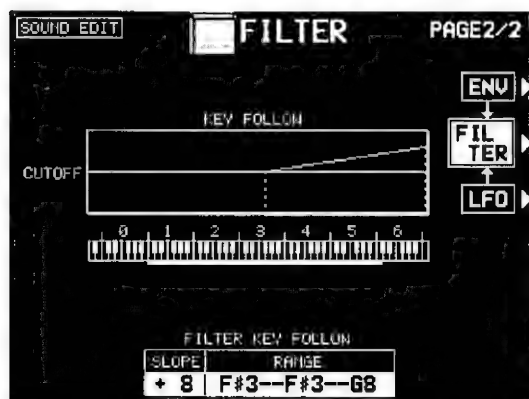 SOUND EDIT
FILTER
PAGE2/2
ENV
KEY FOLLOW
FIL
TER
CUTOFF
LFO
0 1 2 3 4 5 6
FILTER KEY FOLLOW
SLOPE RANGE
+ 8 F#3--F#3--G8